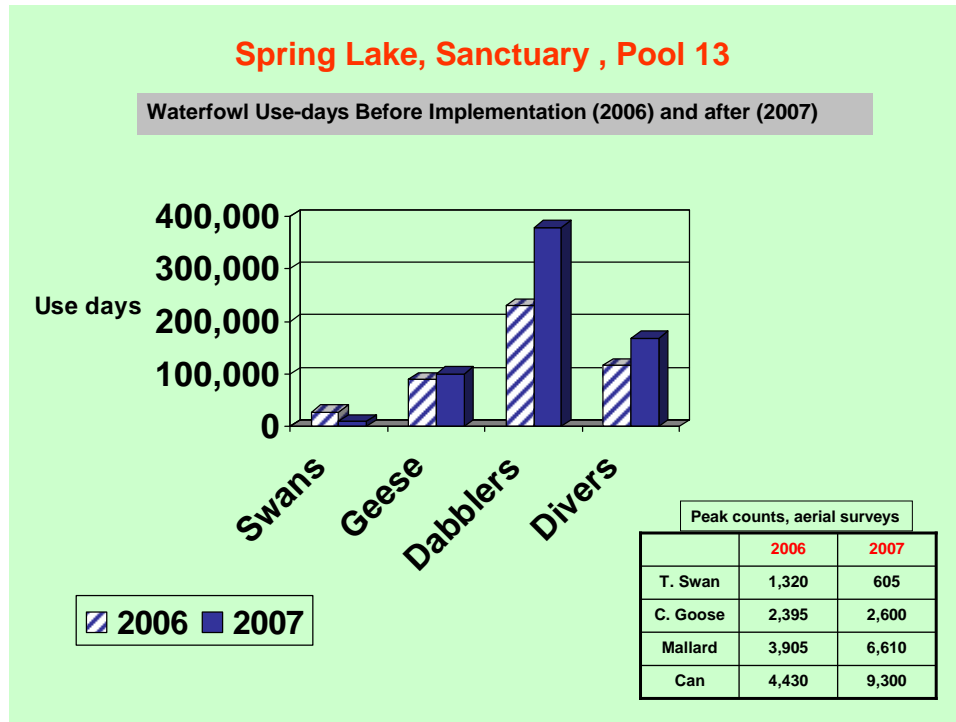 Spring Lake, Sanctuary , Pool 13
Waterfowl Use-days Before Implementation (2006) and after (2007)
400,000
300,000
Use days
200,000
100,000
0
Swans
Geese
Dabblers
Divers
2006 2007
Peak counts, aerial surveys
2006 2007
T. Swan 1,320 605
C. Goose 2,395 2,600
Mallard 3,905 6,610
Can 4,430 9,300